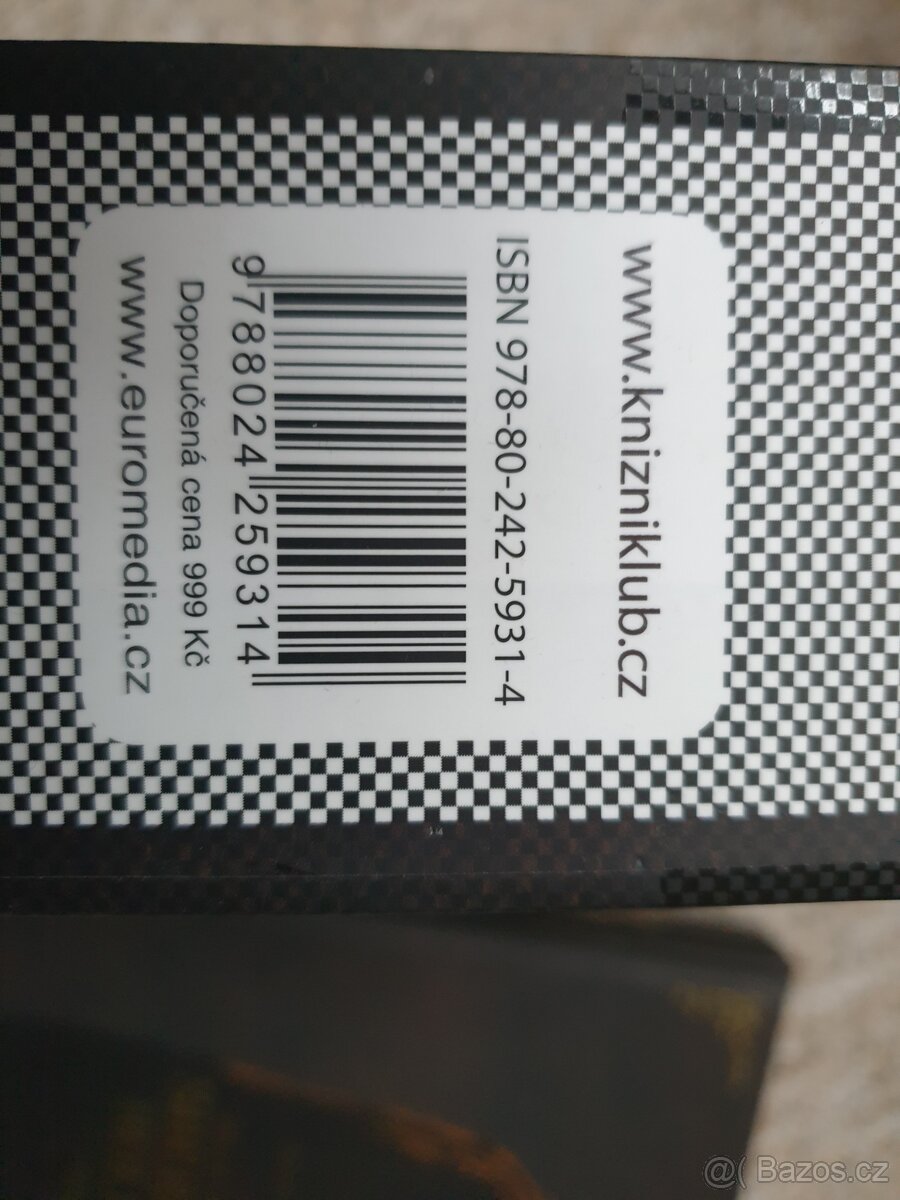 www.knizniklub.cz
ISBN 978-80-242-5931-4
9 788024 259314
Doporučená cena 999 Kč
www.euromedia.cz
@( Bazos.cz